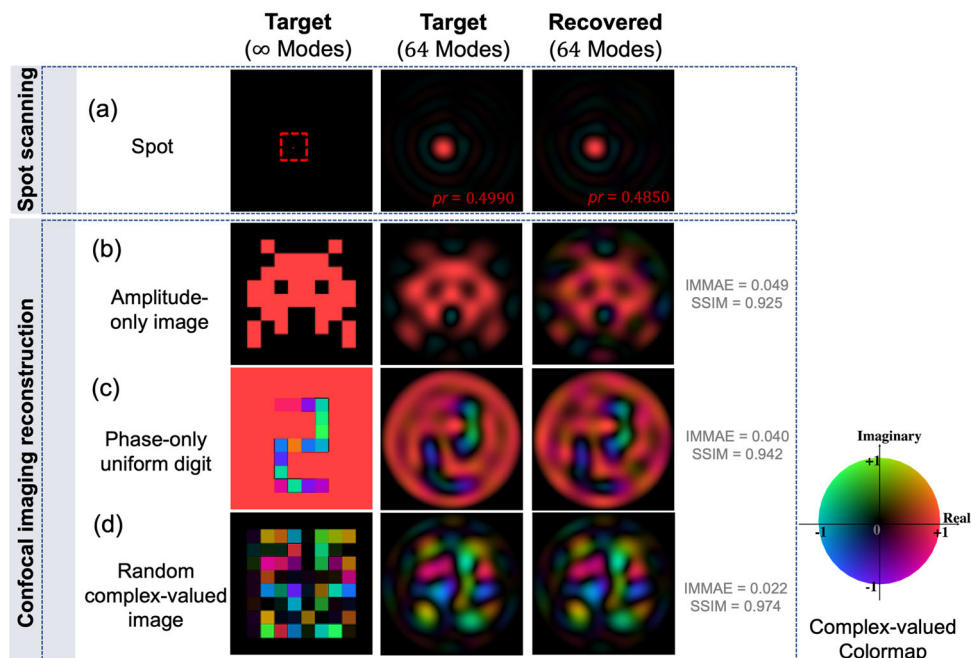 Target
(∞ Modes)
Target
(64 Modes)
Recovered
(64 Modes)
Spot scanning
(a)
Spot
pr = 0.4990
pr = 0.4850
Confocal imaging reconstruction
(b)
Amplitude-
only image
IMMAE = 0.049
SSIM = 0.925
(c)
Phase-only
uniform digit
IMMAE = 0.040
SSIM = 0.942
(d)
Random
complex-valued
image
IMMAE = 0.022
SSIM = 0.974
Imaginary
+1
Real
-1
0
+1
-1
Complex-valued
Colormap